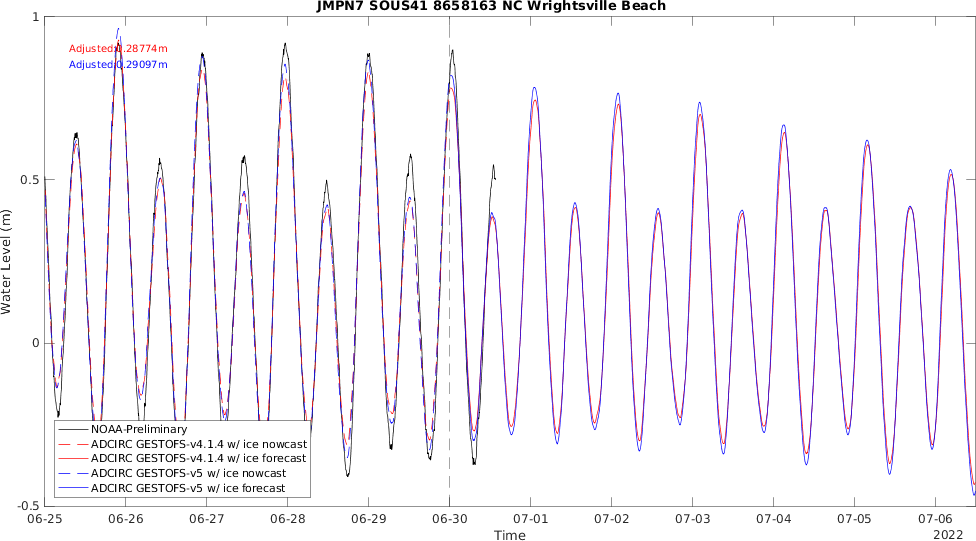 JMPN7 SOUS41 8658163 NC Wrightsville Beach
1
Adjusted:0.28774m
Adjusted:0.29097m
0.5
Water Level (m)
0
NOAA-Preliminary
ADCIRC GESTOFS-v4.1.4 w/ ice nowcast
ADCIRC GESTOFS-v4.1.4 w/ ice forecast
ADCIRC GESTOFS-v5 w/ ice nowcast
ADCIRC GESTOFS-v5 w/ ice forecast
-0.5
06-25 06-26 06-27 06-28 06-29 06-30 07-01 07-02 07-03 07-04 07-05 07-06
Time
2022